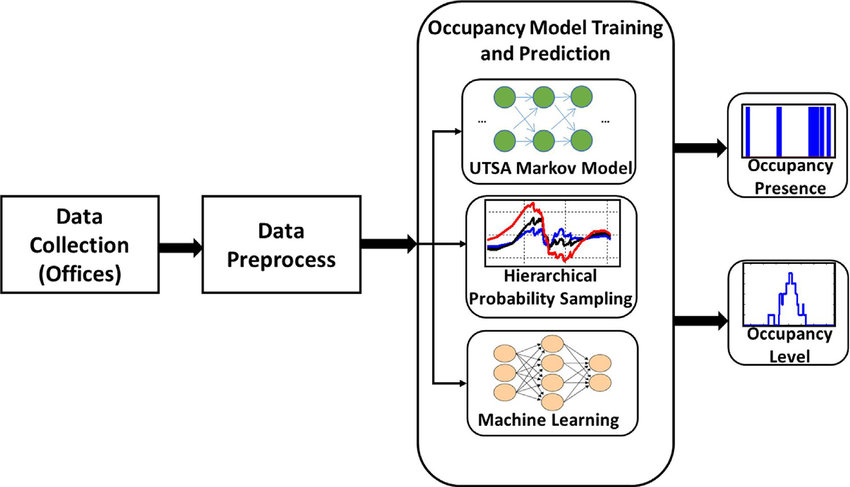 Data
Collection
(Offices)
Data
Preprocess
Occupancy Model Training
and Prediction
...
...
UTSA Markov Model
Hierarchical
Probability Sampling
Machine Learning
Occupancy
Presence
Occupancy
Level